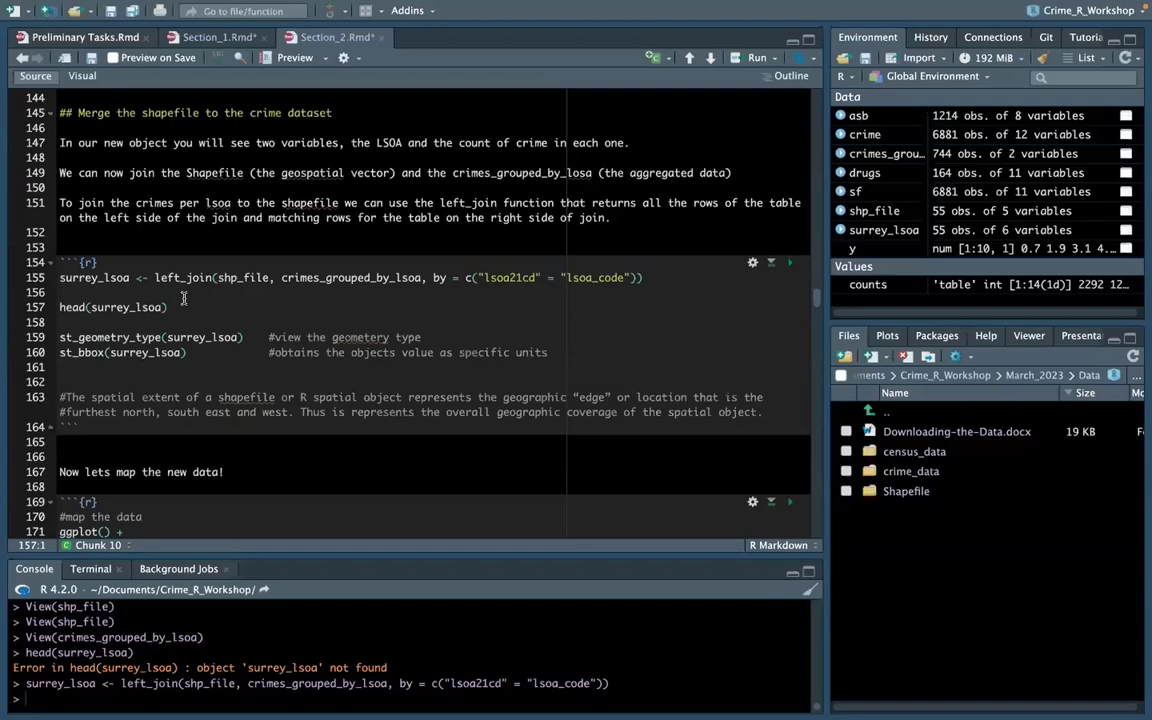 Go to file/function
Addins
Crime_R_Workshop
Preliminary Tasks.Rmd
Section_1.Rmd*
Section_2.Rmd*
Preview on Save
Preview
Run
Source
Visual
Outline
144
145 ## Merge the shapefile to the crime dataset
146
147 In our new object you will see two variables, the LSOA and the count of crime in each one.
148
149 We can now join the Shapefile (the geospatial vector) and the crimes_grouped_by_losa (the aggregated data)
150
151 To join the crimes per lsoa to the shapefile we can use the left_join function that returns all the rows of the table
on the left side of the join and matching rows for the table on the right side of join.
152
153
154 ```{r}
155 surrey_lsoa <- left_join(shp_file, crimes_grouped_by_lsoa, by = c("lsoa21cd" = "lsoa_code"))
156
157 head(surrey_lsoa)
158
159 st_geometry_type(surrey_lsoa) #view the geometery type
160 st_bbox(surrey_lsoa) #obtains the objects value as specific units
161
162
163 #The spatial extent of a shapefile or R spatial object represents the geographic “edge” or location that is the
#furthest north, south east and west. Thus is represents the overall geographic coverage of the spatial object.
164 ```
165
166
167 Now lets map the new data!
168
169 ```{r}
170 #map the data
171 ggplot() +
157:1
Chunk 10
R Markdown
Console
Terminal
Background Jobs
R 4.2.0 · ~/Documents/Crime_R_Workshop/
> View(shp_file)
> View(shp_file)
> View(crimes_grouped_by_lsoa)
> head(surrey_lsoa)
Error in head(surrey_lsoa) : object 'surrey_lsoa' not found
> surrey_lsoa <- left_join(shp_file, crimes_grouped_by_lsoa, by = c("lsoa21cd" = "lsoa_code"))
>
Environment
History
Connections
Git
Tutoria
Import
192 MiB
List
R
Global Environment
Data
asb 1214 obs. of 8 variables
crime 6881 obs. of 12 variables
crimes_grou… 744 obs. of 2 variables
drugs 164 obs. of 11 variables
sf 6881 obs. of 11 variables
shp_file 55 obs. of 5 variables
surrey_lsoa 55 obs. of 6 variables
y num [1:10, 1] 0.7 1.9 3.1 4.…
Values
counts 'table' int [1:14(1d)] 2292 12…
Files
Plots
Packages
Help
Viewer
Presenta
ments
Crime_R_Workshop
March_2023
Data
...
Name
Size
Mo
..
Downloading-the-Data.docx 19 KB Fe
census_data
crime_data
Shapefile